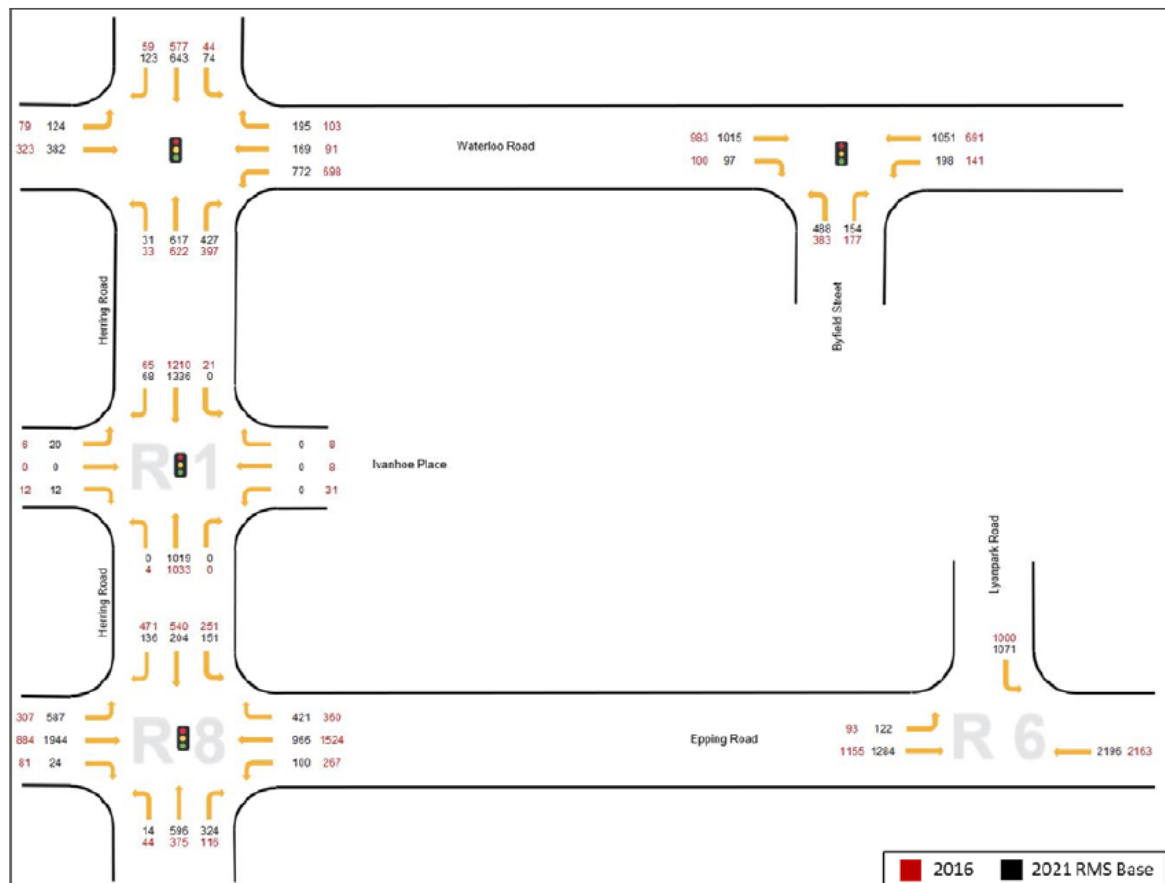 59 577 44
123 643 74
79 124
195 103
323 382
169 91
Waterloo Road
772 698
983 1015
1051 691
100 97
198 141
31 617 427
33 622 397
488 154
383 177
Herring Road
Byfield Street
65 1210 21
68 1336 0
6 20
0 8
0 0
R 1
0 8
Ivanhoe Place
12 12
0 31
0 1019 0
4 1033 0
Herring Road
Lyonpark Road
471 540 251
136 204 151
1000
1071
307 587
421 360
884 1944
R 8
966 1524
Epping Road
81 24
100 267
93 122
1155 1284
R 6
2196 2163
14 596 324
44 375 116
2016 2021 RMS Base